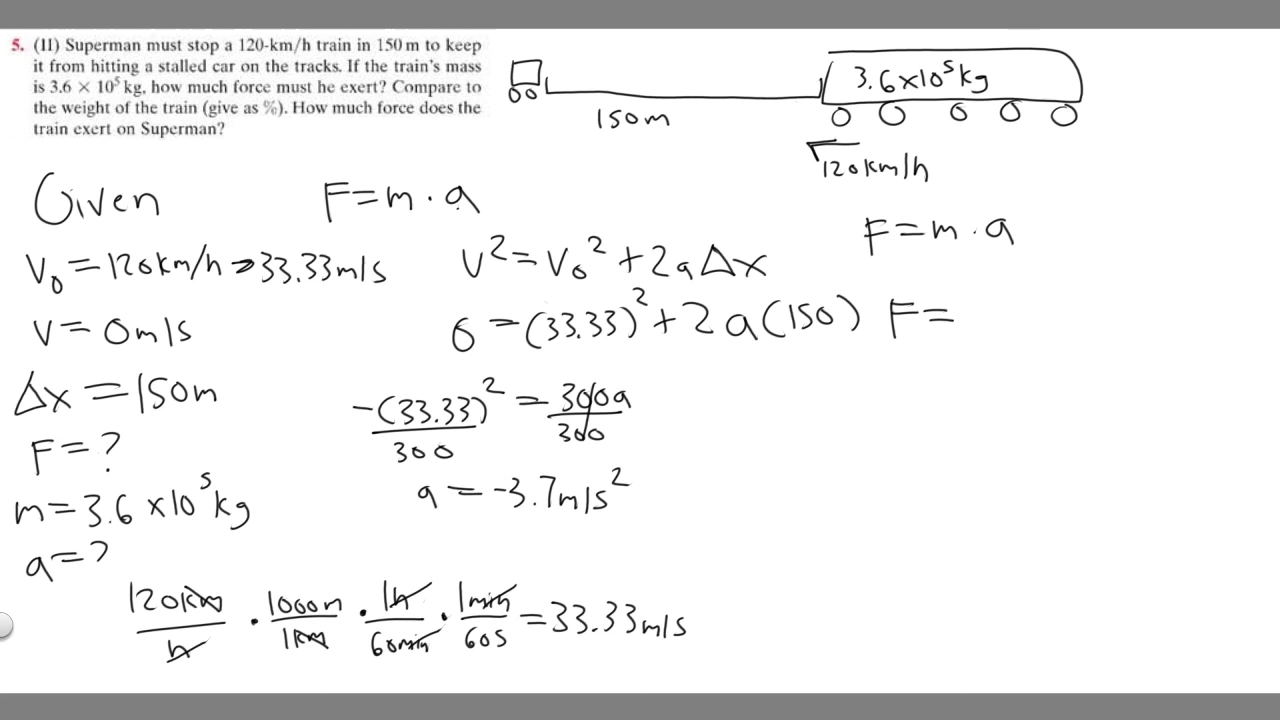 5. (II) Superman must stop a 120-km/h train in 150 m to keep
it from hitting a stalled car on the tracks. If the train's mass
is 3.6 × 10⁵ kg, how much force must he exert? Compare to
the weight of the train (give as %). How much force does the
train exert on Superman?
3.6x10⁵kg
150m
120km/h
Given
F=m·a
F=m·a
V₀=120km/h→33.33m/s
V²=V₀²+2aΔx
V=0m/s
0=(33.33)²+2a(150)
F=
Δx=150m
-(33.33)²/300=300a/300
F=?
a=-3.7m/s²
m=3.6x10⁵kg
a=?
120km/h·1000m/1km·1h/60min·1min/60s=33.33m/s